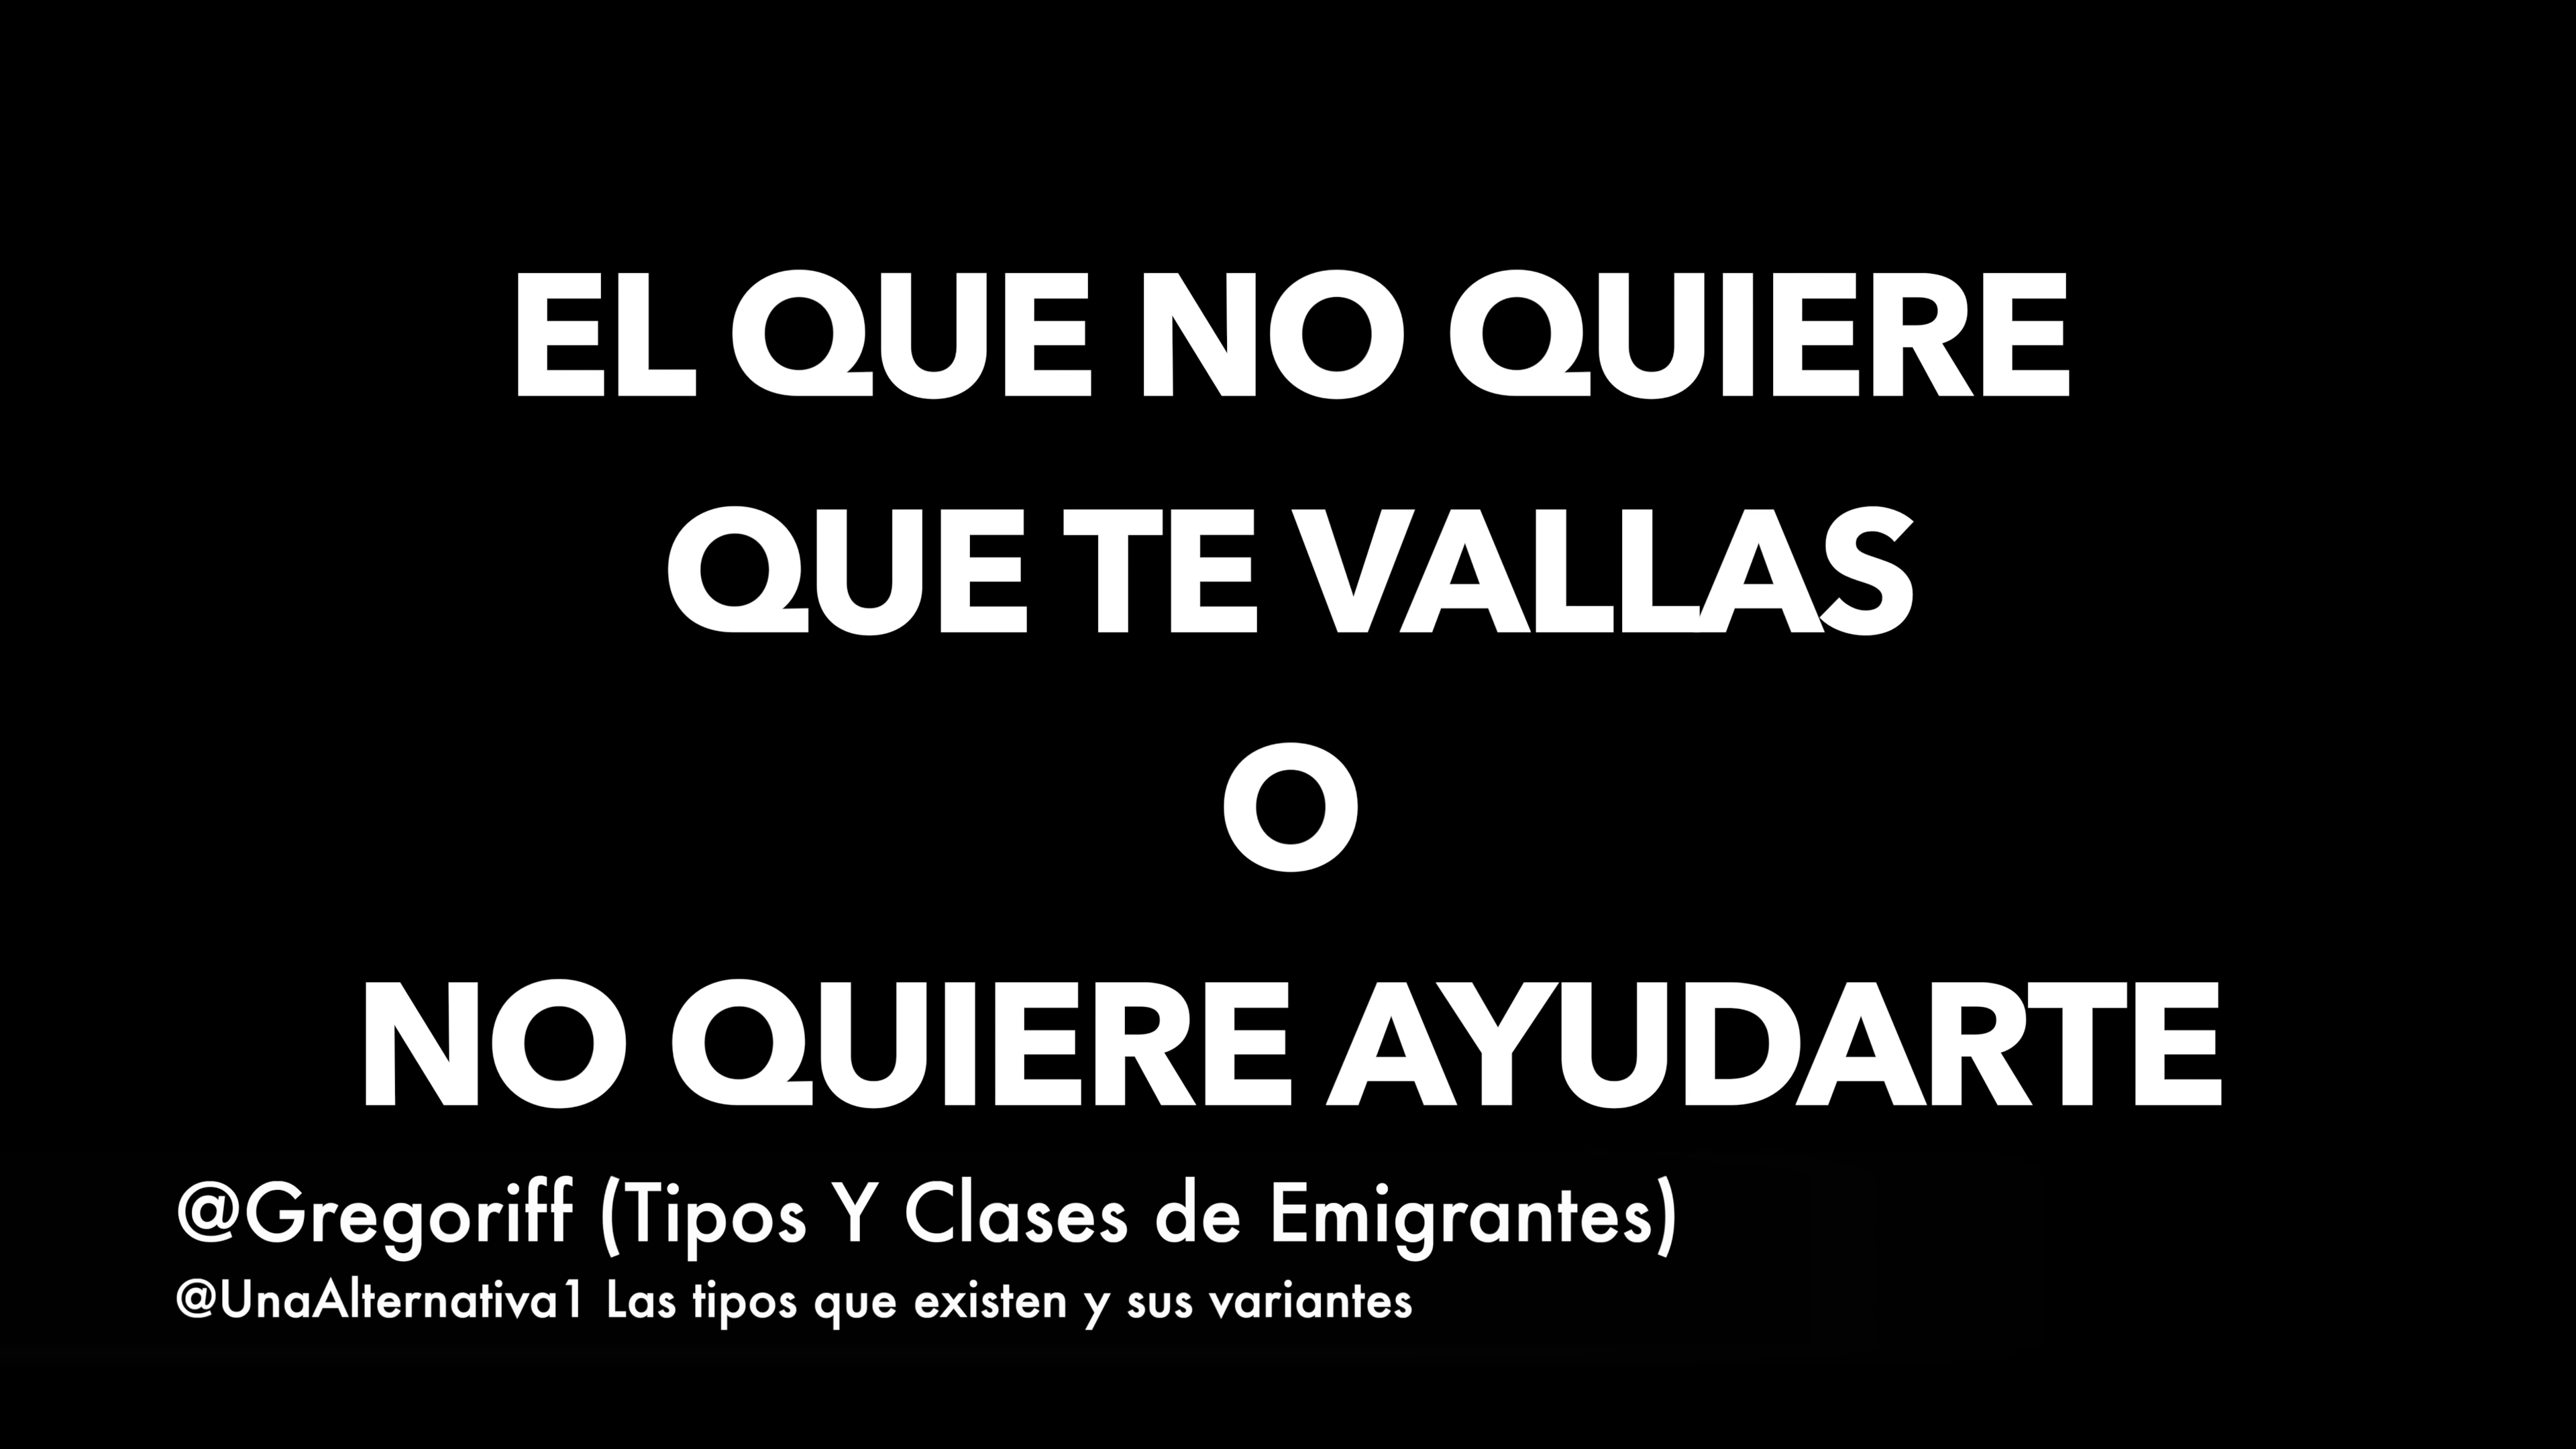 EL QUE NO QUIERE
QUE TE VALLAS
O
NO QUIERE AYUDARTE
@Gregoriff (Tipos Y Clases de Emigrantes)
@UnaAlternativa1 Las tipos que existen y sus variantes